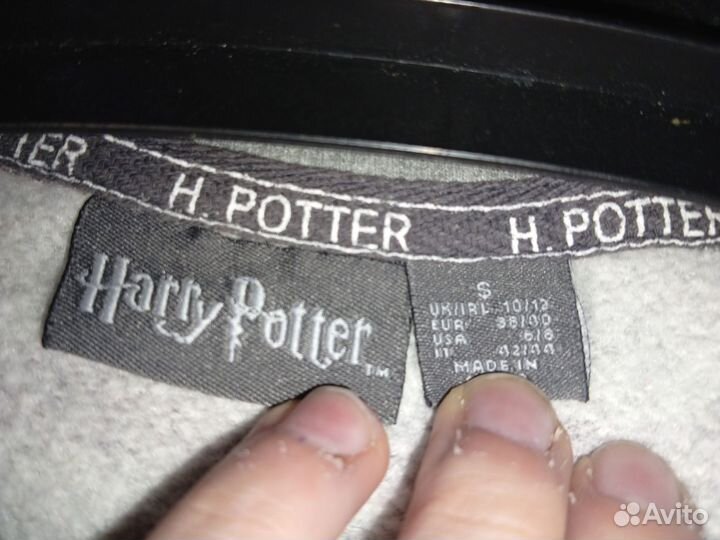 TER H. POTTER H. POTTER
Harry Potter TM
S
UK/IRL 10/12
EUR 38/40
USA 6/8
IT 42/44
MADE IN
Avito